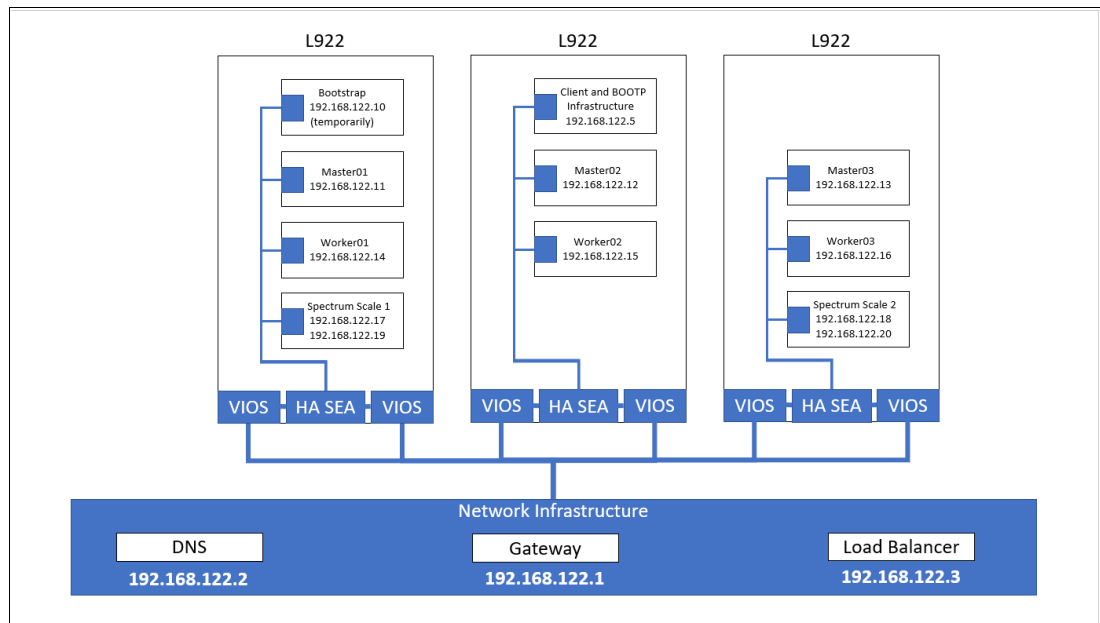 L922
L922
L922
Bootstrap
192.168.122.10
(temporarily)
Master01
192.168.122.11
Worker01
192.168.122.14
Spectrum Scale 1
192.168.122.17
192.168.122.19
Client and BOOTP
Infrastructure
192.168.122.5
Master02
192.168.122.12
Worker02
192.168.122.15
Master03
192.168.122.13
Worker03
192.168.122.16
Spectrum Scale 2
192.168.122.18
192.168.122.20
VIOS
HA SEA
VIOS
VIOS
HA SEA
VIOS
VIOS
HA SEA
VIOS
Network Infrastructure
DNS
192.168.122.2
Gateway
192.168.122.1
Load Balancer
192.168.122.3